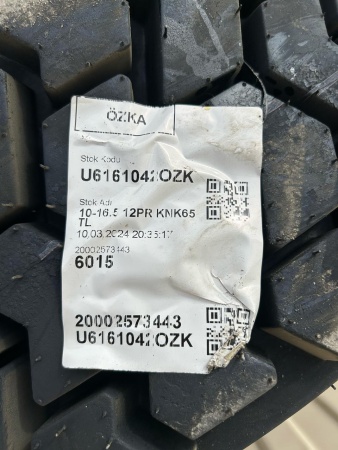 ÖZKA
Stok Kodu
U6161042OZK
Stok Adı
10-16.5 12PR KNK65
TL
10.03.2024 20:35:17
20002573443
6015
20002573443
U6161042OZK